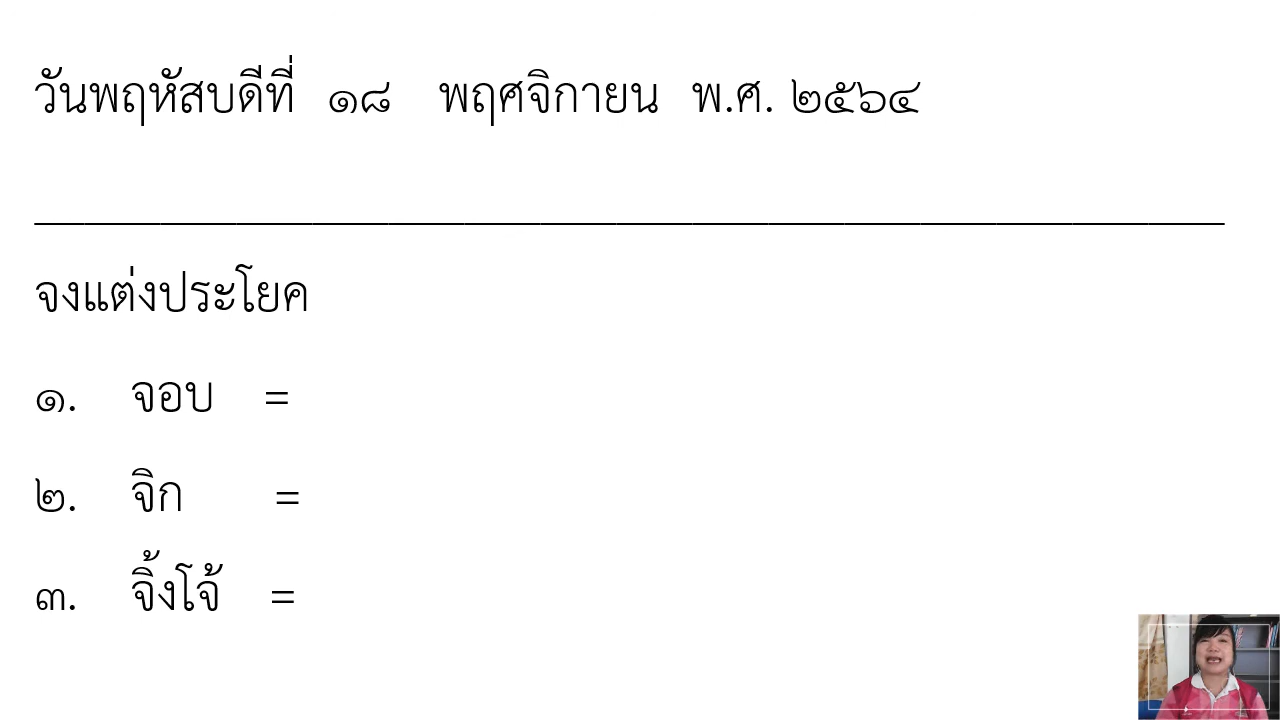 วันพฤหัสบดีที่ ๑๘ พฤศจิกายน พ.ศ. ๒๕๖๔
จงแต่งประโยค
๑. จอบ =
๒. จิก =
๓. จิ้งโจ้ =